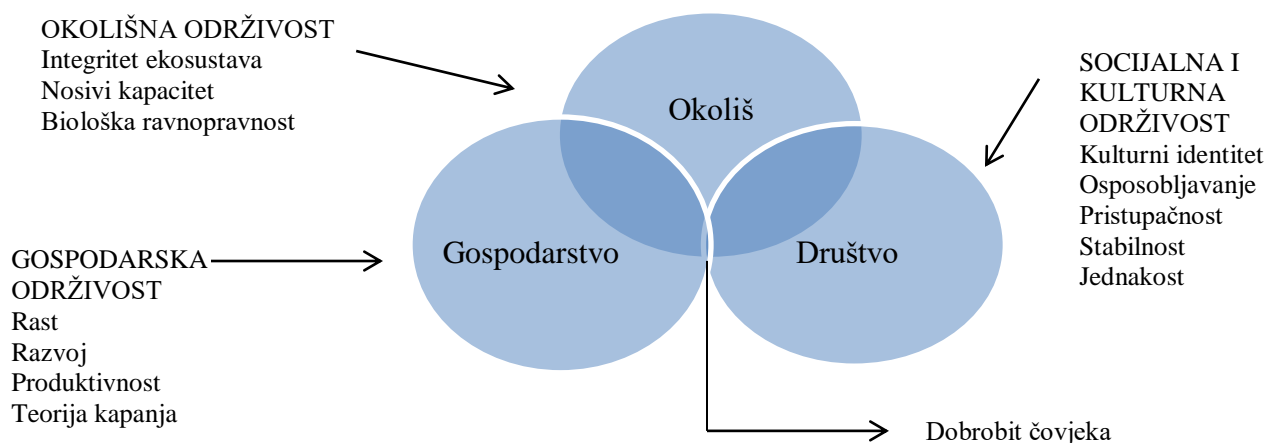 OKOLIŠNA ODRŽIVOST
Integritet ekosustava
Nosivi kapacitet
Biološka ravnopravnost
Okoliš
SOCIJALNA I
KULTURNA
ODRŽIVOST
Kulturni identitet
Osposobljavanje
Pristupačnost
Stabilnost
Jednakost
Gospodarstvo
Društvo
GOSPODARSKA
ODRŽIVOST
Rast
Razvoj
Produktivnost
Teorija kapanja
Dobrobit čovjeka